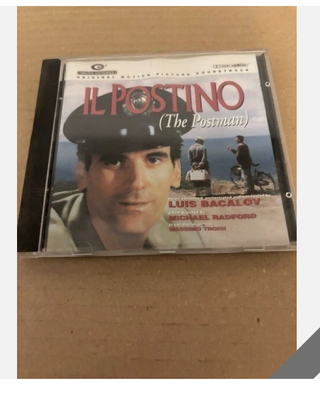 ORIGINAL MOTION PICTURE SOUNDTRACK
IL POSTINO
(The Postman)
LUIS BACALOV
MICHAEL RADFORD
MASSIMO TROISI